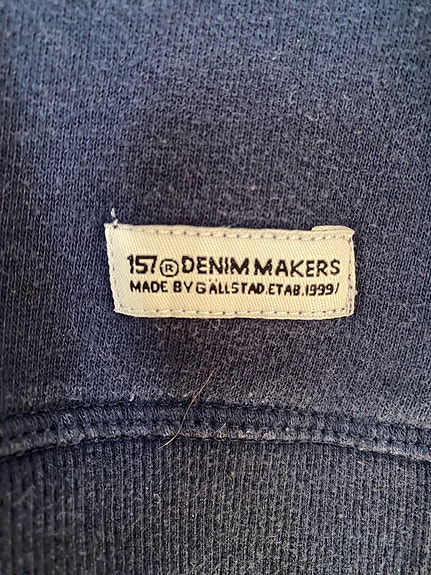 157® DENIM MAKERS
MADE BY GÄLLSTAD.ETAB.1999/